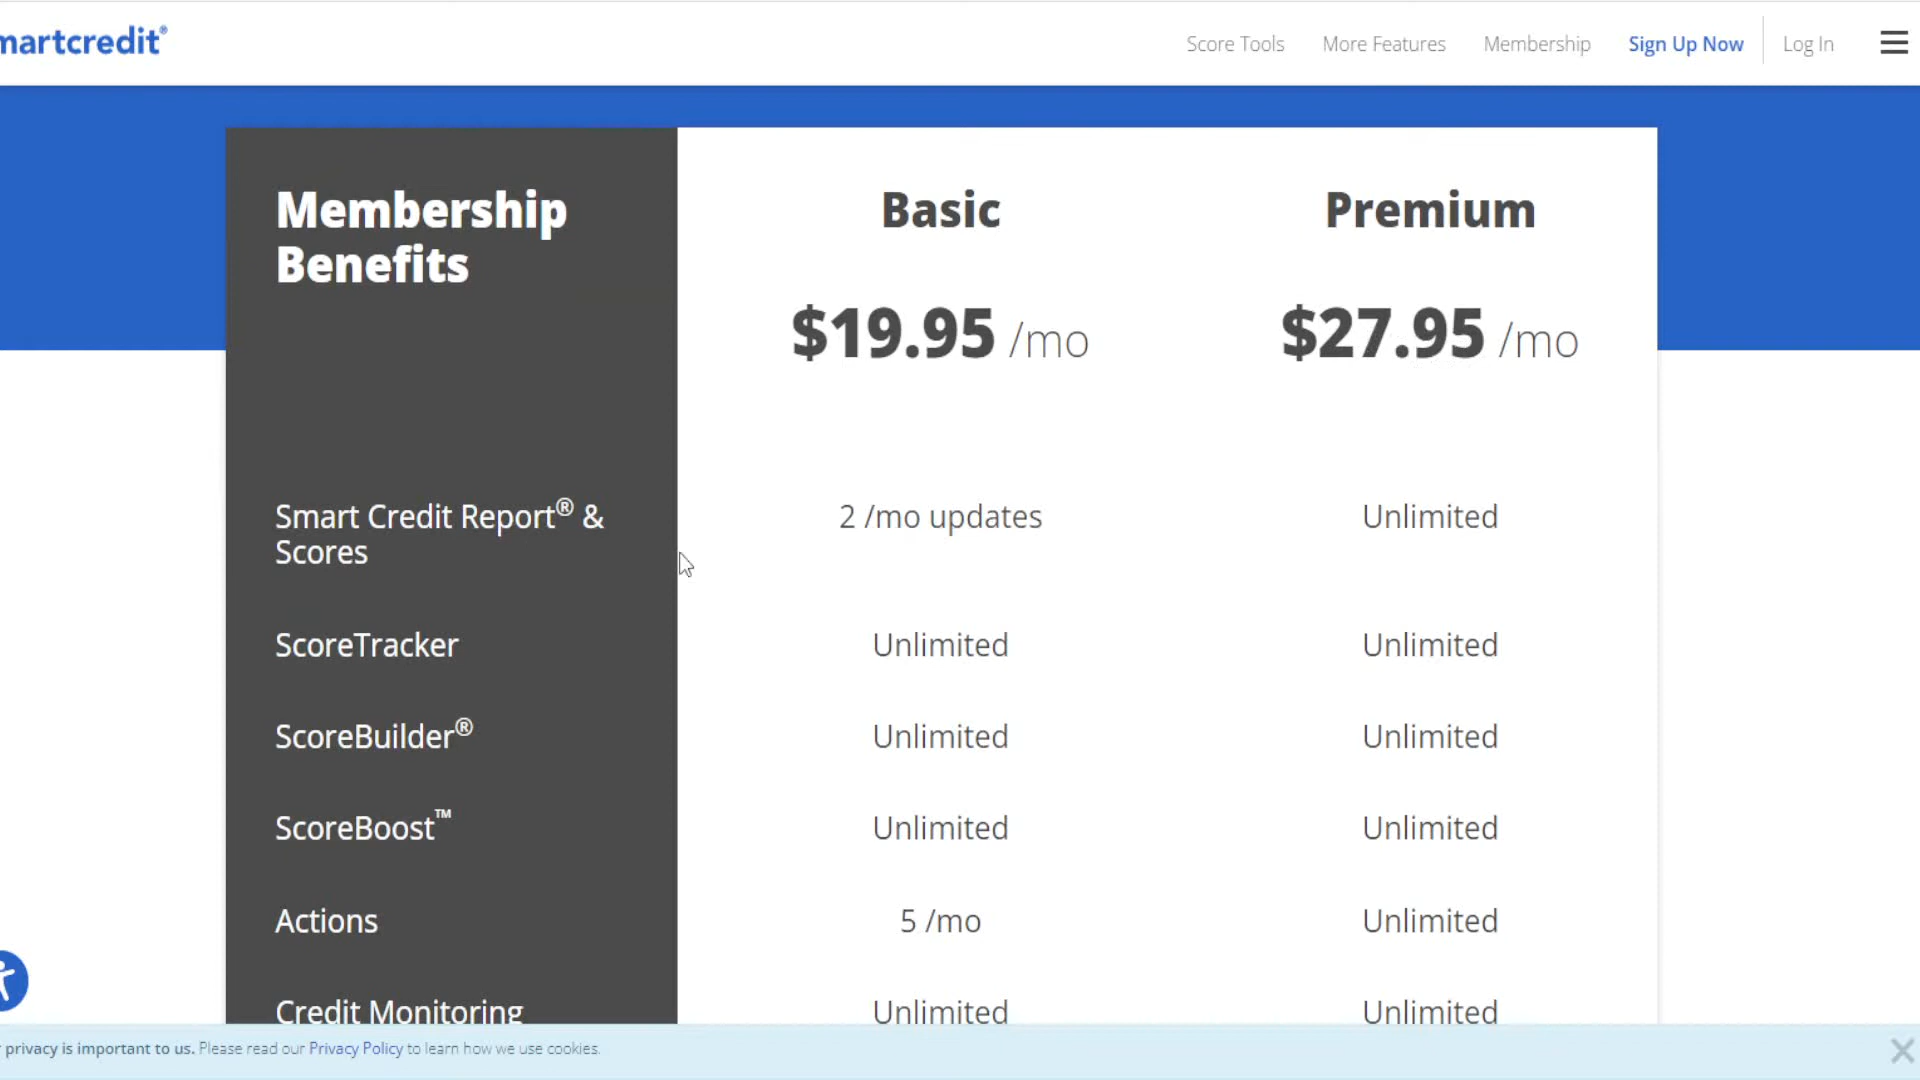 martcredit®
Score Tools More Features Membership Sign Up Now Log In
Membership Basic Premium
Benefits
$19.95 /mo $27.95 /mo
Smart Credit Report® & 2 /mo updates Unlimited
Scores
ScoreTracker Unlimited Unlimited
ScoreBuilder® Unlimited Unlimited
ScoreBoost™ Unlimited Unlimited
Actions 5 /mo Unlimited
Credit Monitoring Unlimited Unlimited
privacy is important to us. Please read our Privacy Policy to learn how we use cookies.